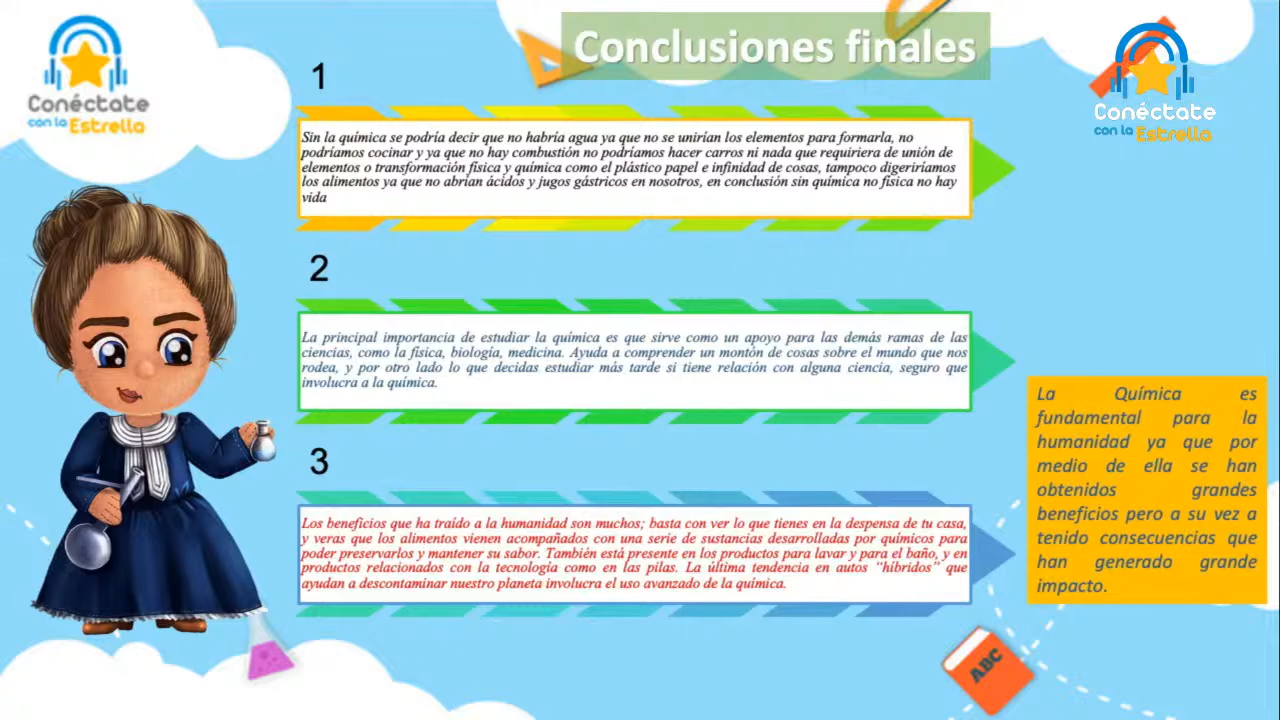 Conéctate
con la Estrella
Conclusiones finales
Conéctate
con la Estrella
1
Sin la química se podría decir que no habría agua ya que no se unirían los elementos para formarla, no
podríamos cocinar y ya que no hay combustión no podríamos hacer carros ni nada que requiriera de unión de
elementos o transformación física y química como el plástico papel e infinidad de cosas, tampoco digeriríamos
los alimentos ya que no abrían ácidos y jugos gástricos en nosotros, en conclusión sin química no física no hay
vida
2
La principal importancia de estudiar la química es que sirve como un apoyo para las demás ramas de las
ciencias, como la física, biología, medicina. Ayuda a comprender un montón de cosas sobre el mundo que nos
rodea, y por otro lado lo que decidas estudiar más tarde si tiene relación con alguna ciencia, seguro que
involucra a la química.
3
Los beneficios que ha traído a la humanidad son muchos; basta con ver lo que tienes en la despensa de tu casa,
y veras que los alimentos vienen acompañados con una serie de sustancias desarrolladas por químicos para
poder preservarlos y mantener su sabor. También está presente en los productos para lavar y para el baño, y en
productos relacionados con la tecnología como en las pilas. La última tendencia en autos “híbridos” que
ayudan a descontaminar nuestro planeta involucra el uso avanzado de la química.
La Química es
fundamental para la
humanidad ya que por
medio de ella se han
obtenidos grandes
beneficios pero a su vez a
tenido consecuencias que
han generado grande
impacto.
ABC